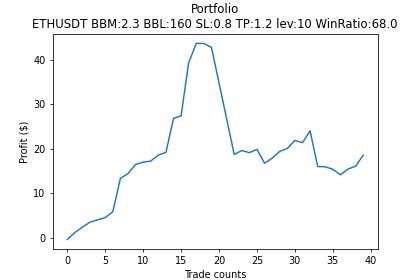 Portfolio
ETHUSDT BBM:2.3 BBL:160 SL:0.8 TP:1.2 lev:10 WinRatio:68.0
40
30
20
10
0
Profit ($)
0 5 10 15 20 25 30 35 40
Trade counts